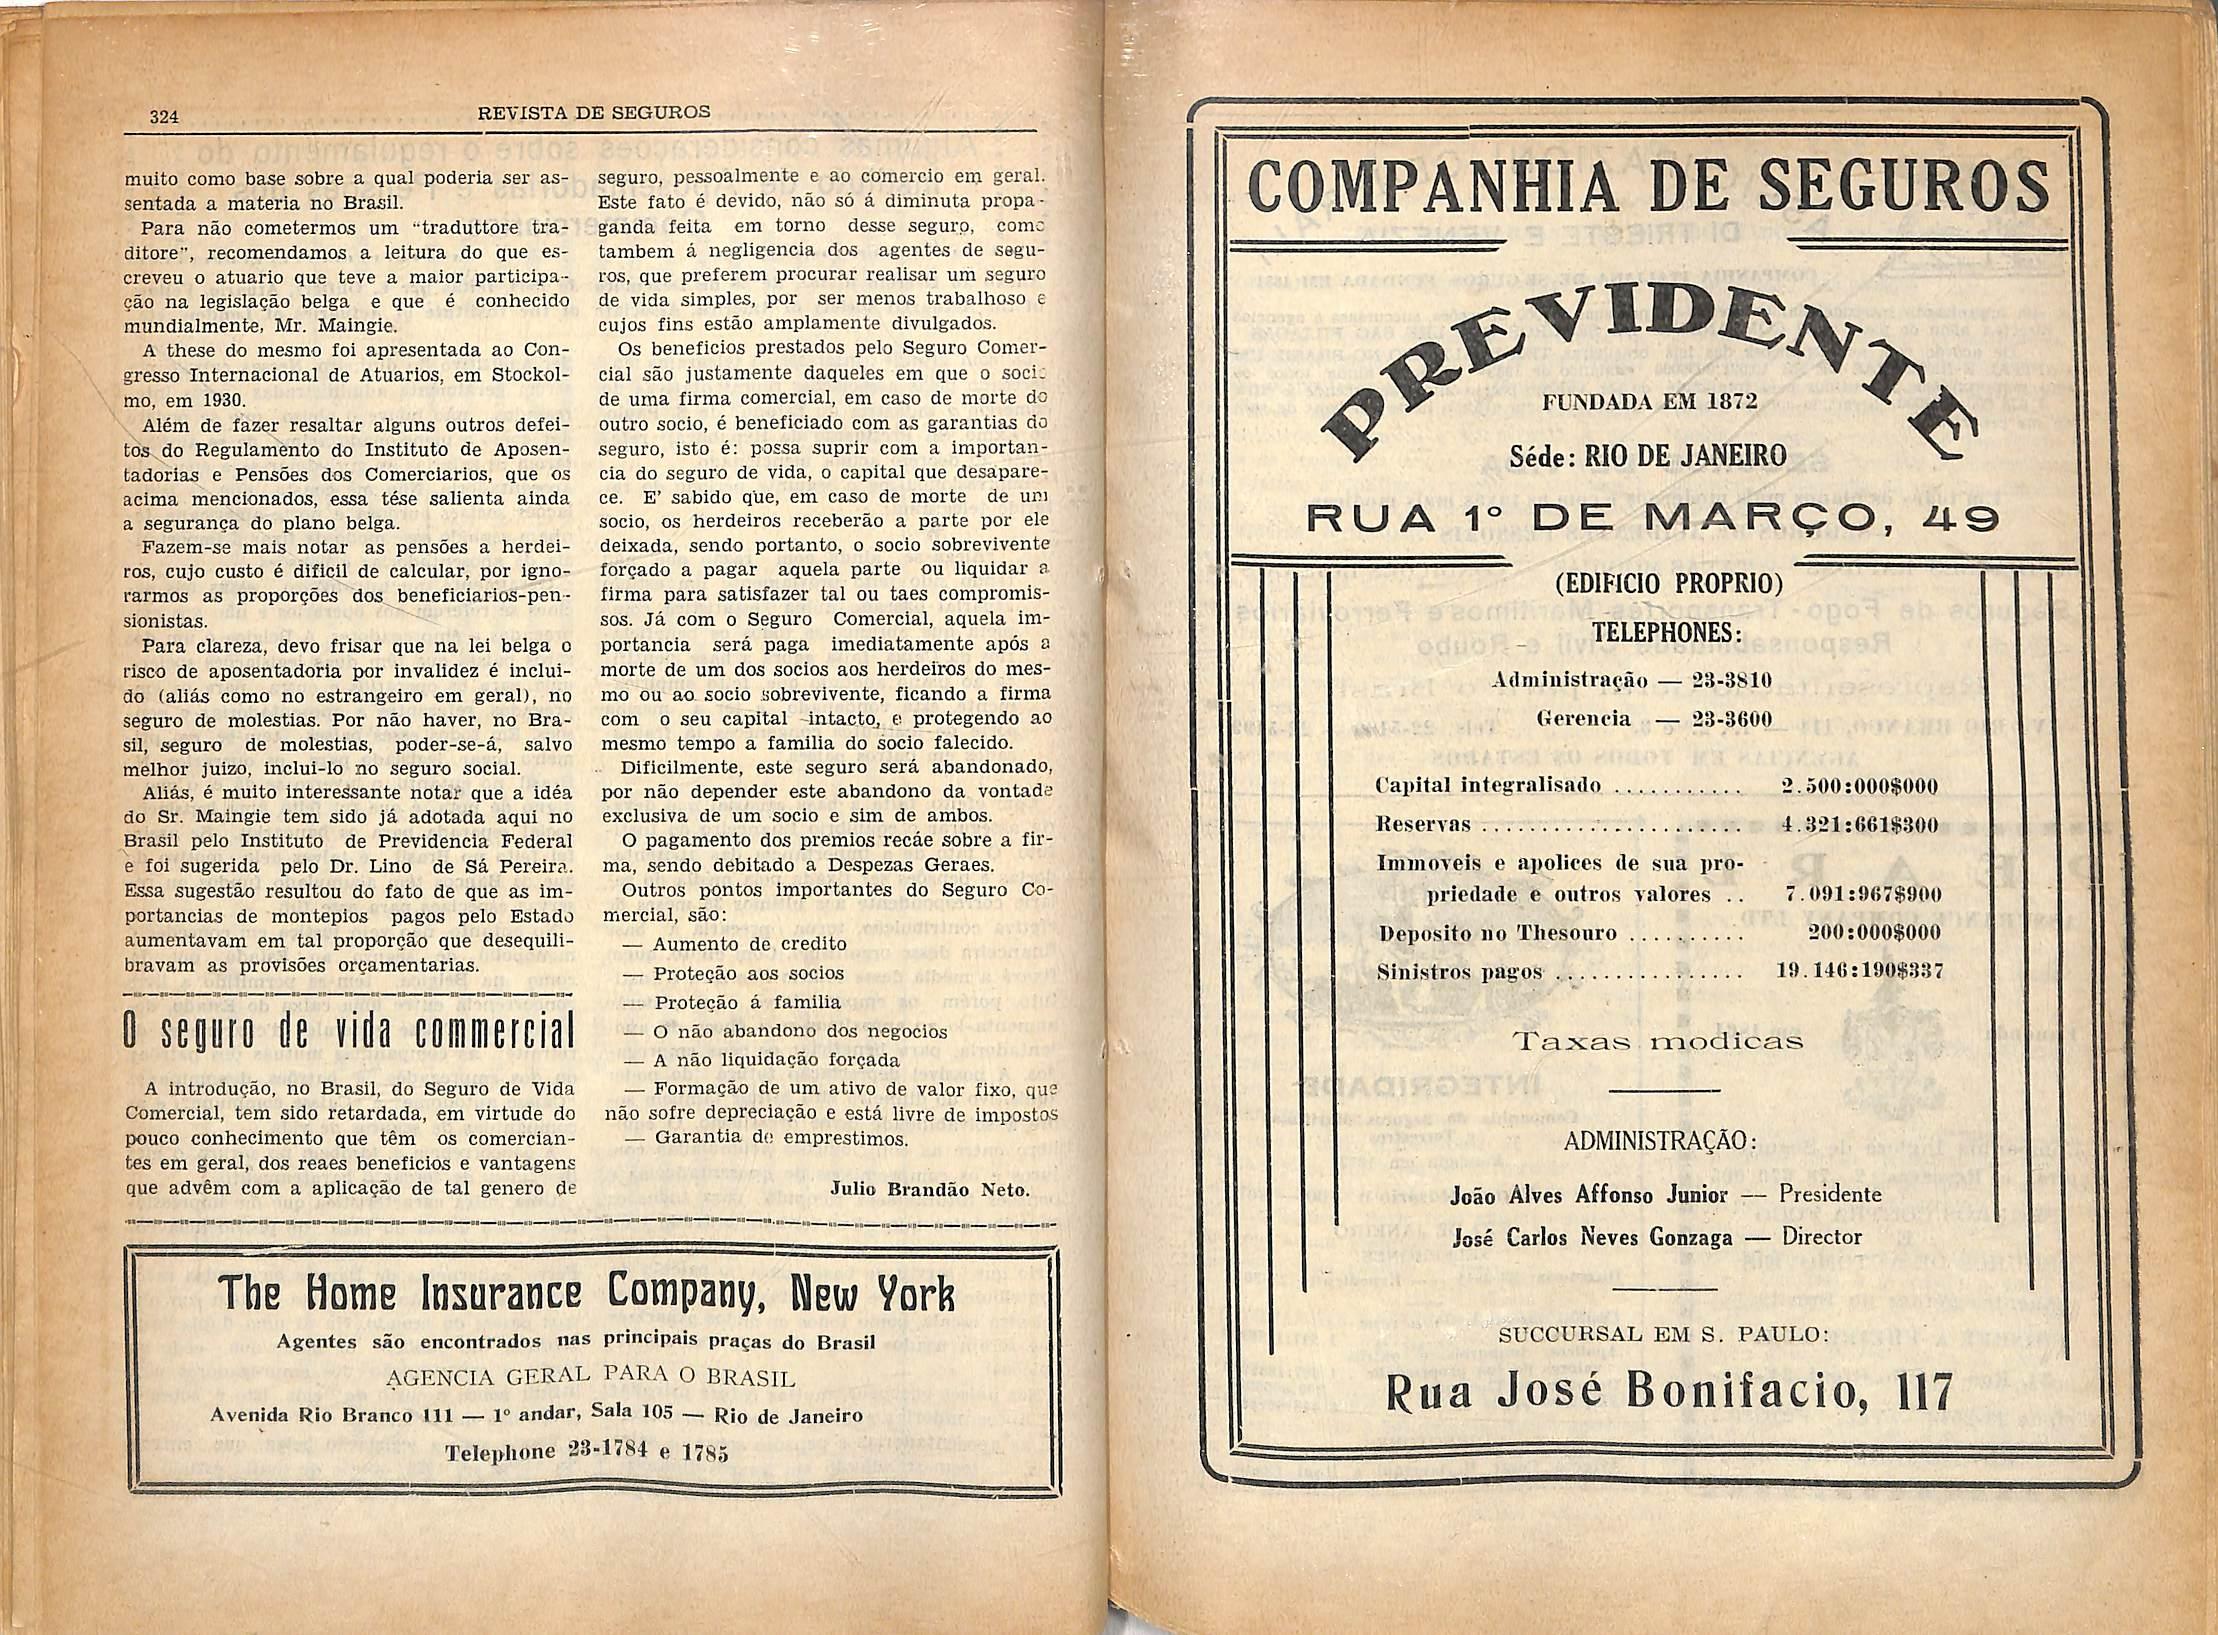 324
REVISTA DE SEGUROS
muito como base sobre a qual poderia ser as-
sentada a materia no Brasil.
Para não cometermos um "traduttore tra-
ditore", recomendamos a leitura do que es-
creveu o atuario que teve a maior participa-
ção na legislação belga e que é conhecido
mundialmente, Mr. Maingie.
A these do mesmo foi apresentada ao Con-
gresso Internacional de Atuarios, em Stockol-
mo, em 1930.
Além de fazer resaltar alguns outros defei-
tos do Regulamento do Instituto de Aposen-
tadorias e Pensões dos Comerciarios, que os
acima mencionados, essa tése salienta ainda
a segurança do plano belga.
Fazem-se mais notar as pensões a herdei-
ros, cujo custo é dificil de calcular, por igno-
rarmos as proporções dos beneficiarios-pen-
sionistas.
Para clareza, devo frisar que na lei belga o
risco de aposentadoria por invalidez é inclui-
do (aliás como no estrangeiro em geral), no
seguro de molestias. Por não haver, no Bra-
sil, seguro de molestias, poder-se-á, salvo
melhor juizo, inclui-lo no seguro social.
Aliás, é muito interessante notar que a idéa
do Sr. Maingie tem sido já adotada aqui no
Brasil pelo Instituto de Previdencia Federal
e foi sugerida pelo Dr. Lino de Sá Pereira.
Essa sugestão resultou do fato de que as im-
portancias de montepios pagos pelo Estado
aumentavam em tal proporção que desequili-
bravam as provisões orçamentarias.
O seguro de vida commercial
A introdução, no Brasil, do Seguro de Vida
Comercial, tem sido retardada, em virtude do
pouco conhecimento que têm os comercian-
tes em geral, dos reaes beneficios e vantagens
que advêm com a aplicação de tal genero de
seguro, pessoalmente e ao comercio em geral.
Este fato é devido, não só á diminuta propa-
ganda feita em torno desse seguro, como
tambem á negligencia dos agentes de segu-
ros, que preferem procurar realisar um seguro
de vida simples, por ser menos trabalhoso e
cujos fins estão amplamente divulgados.
Os beneficios prestados pelo Seguro Comer-
cial são justamente daqueles em que o socio
de uma firma comercial, em caso de morte do
outro socio, é beneficiado com as garantias do
seguro, isto é: possa suprir com a importan-
cia do seguro de vida, o capital que desapare-
ce. E' sabido que, em caso de morte de um
socio, os herdeiros receberão a parte por ele
deixada, sendo portanto, o socio sobrevivente
forçado a pagar aquela parte ou liquidar a
firma para satisfazer tal ou taes compromis-
sos. Já com o Seguro Comercial, aquela im-
portancia será paga imediatamente após a
morte de um dos socios aos herdeiros do mes-
mo ou ao socio sobrevivente, ficando a firma
com o seu capital intacto, e protegendo ao
mesmo tempo a familia do socio falecido.
Dificilmente, este seguro será abandonado,
por não depender este abandono da vontade
exclusiva de um socio e sim de ambos.
O pagamento dos premios recáe sobre a fir-
ma, sendo debitado a Despezas Geraes.
Outros pontos importantes do Seguro Co-
mercial, são:
— Aumento de credito
— Proteção aos socios
— Proteção á familia
— O não abandono dos negocios
— A não liquidação forçada
— Formação de um ativo de valor fixo, que
não sofre depreciação e está livre de impostos
— Garantia de emprestimos.
Julio Brandão Neto.
The Home Insurance Company, New York
Agentes são encontrados nas principais praças do Brasil
AGENCIA GERAL PARA O BRASIL
Avenida Rio Branco 111 — 1º andar, Sala 105 — Rio de Janeiro
Telephone 23-1784 e 1785
COMPANHIA DE SEGUROS
PREVIDENTE
FUNDADA EM 1872
Séde: RIO DE JANEIRO
RUA 1º DE MARÇO, 49
(EDIFICIO PROPRIO)
TELEPHONES:
Administração — 23-3810
Gerencia — 23-3600
Capital integralisado ........... 2.500:000$000
Reservas ...................... 4.321:661$300
Immoveis e apolices de sua pro-
priedade e outros valores .. 7.091:967$900
Deposito no Thesouro .......... 200:000$000
Sinistros pagos ................ 19.146:190$337
Taxas modicas
ADMINISTRAÇÃO:
João Alves Affonso Junior — Presidente
José Carlos Neves Gonzaga — Director
SUCCURSAL EM S. PAULO:
Rua José Bonifacio, 117